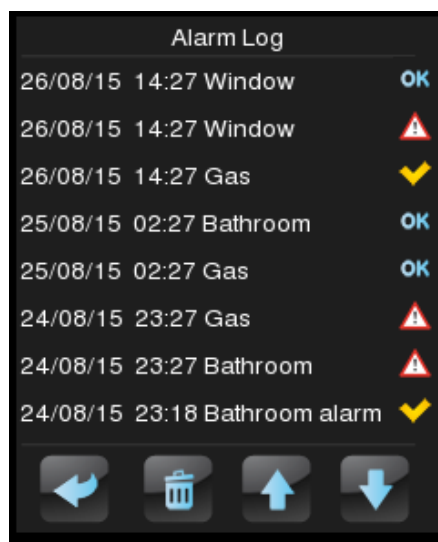 Alarm Log
26/08/15 14:27 Window OK
26/08/15 14:27 Window
26/08/15 14:27 Gas
25/08/15 02:27 Bathroom OK
25/08/15 02:27 Gas OK
24/08/15 23:27 Gas
24/08/15 23:27 Bathroom
24/08/15 23:18 Bathroom alarm